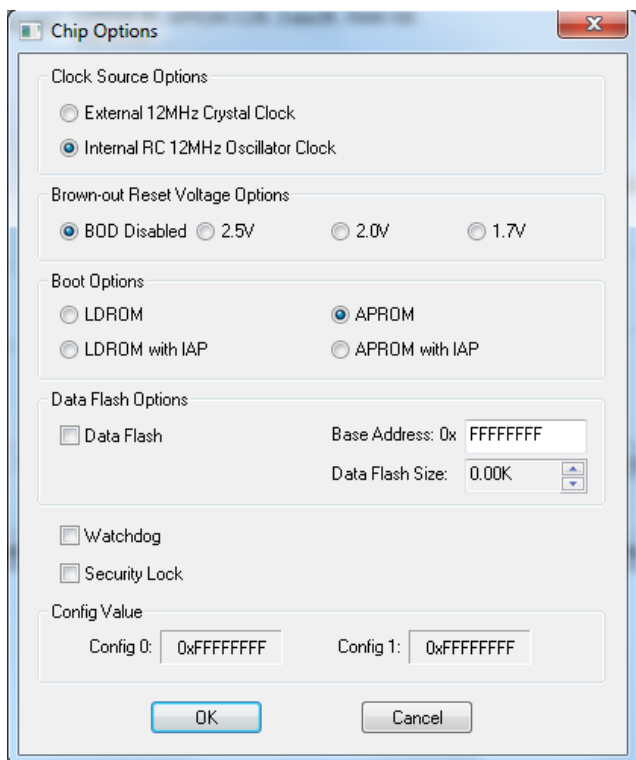 Chip Options
Clock Source Options
External 12MHz Crystal Clock
Internal RC 12MHz Oscillator Clock
Brown-out Reset Voltage Options
BOD Disabled 2.5V 2.0V 1.7V
Boot Options
LDROM APROM
LDROM with IAP APROM with IAP
Data Flash Options
Data Flash Base Address: 0x FFFFFFFF
Data Flash Size: 0.00K
Watchdog
Security Lock
Config Value
Config 0: 0xFFFFFFFF Config 1: 0xFFFFFFFF
OK Cancel